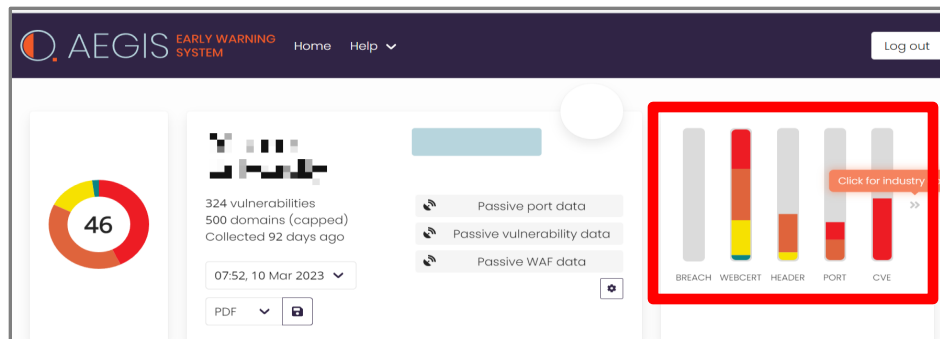 AEGIS EARLY WARNING SYSTEM
Home Help
Log out
46
324 vulnerabilities
500 domains (capped)
Collected 92 days ago
07:52, 10 Mar 2023
PDF
Passive port data
Passive vulnerability data
Passive WAF data
Click for industry
BREACH WEBCERT HEADER PORT CVE